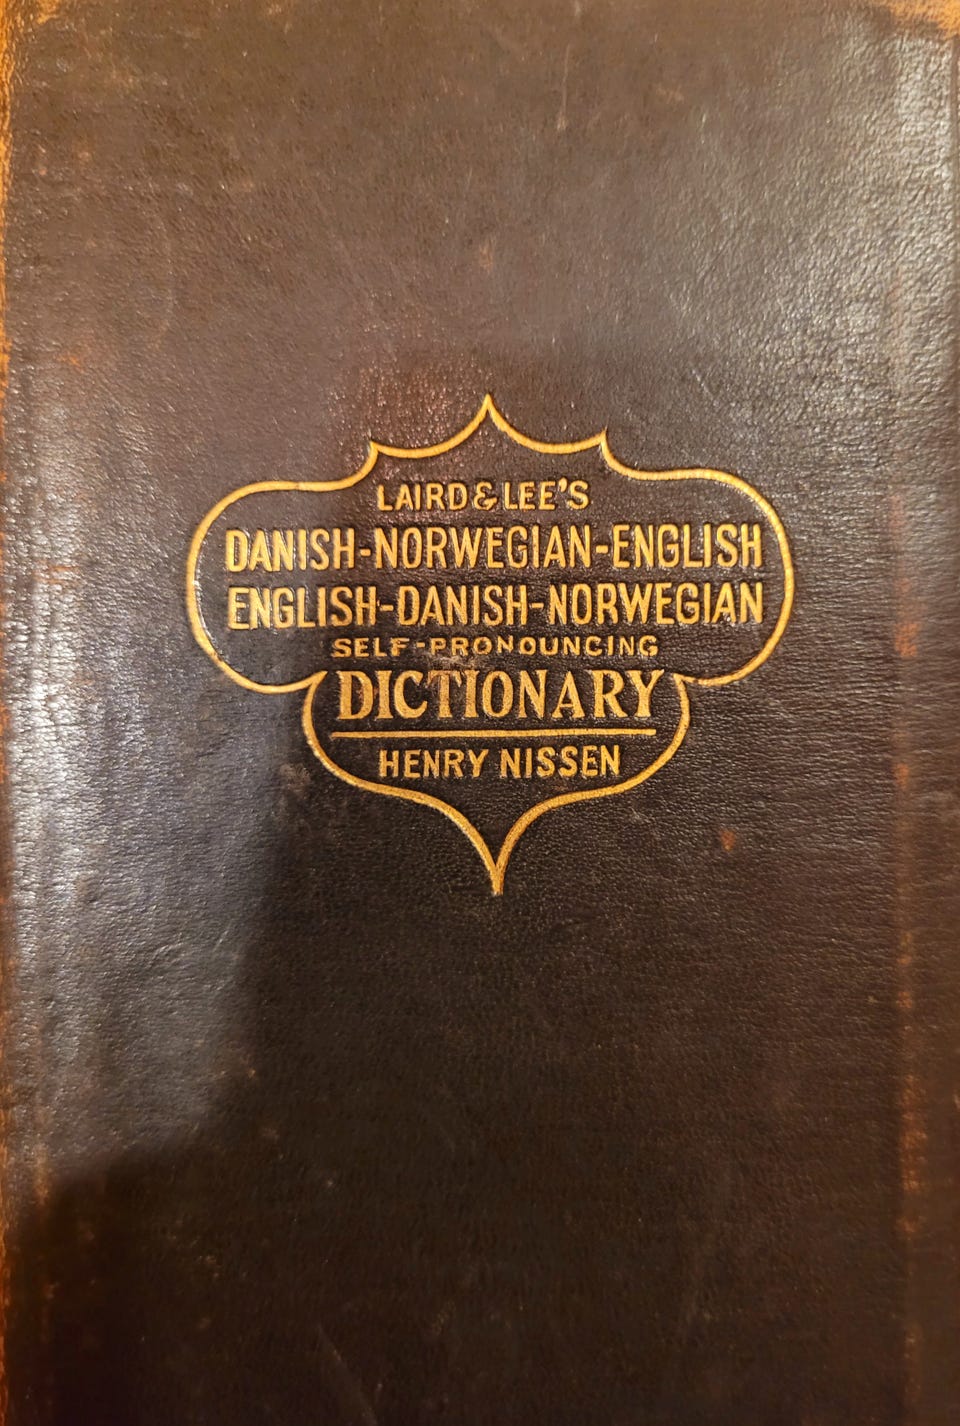 LAIRD & LEE'S
DANISH-NORWEGIAN-ENGLISH
ENGLISH-DANISH-NORWEGIAN
SELF-PRONOUNCING
DICTIONARY
HENRY NISSEN